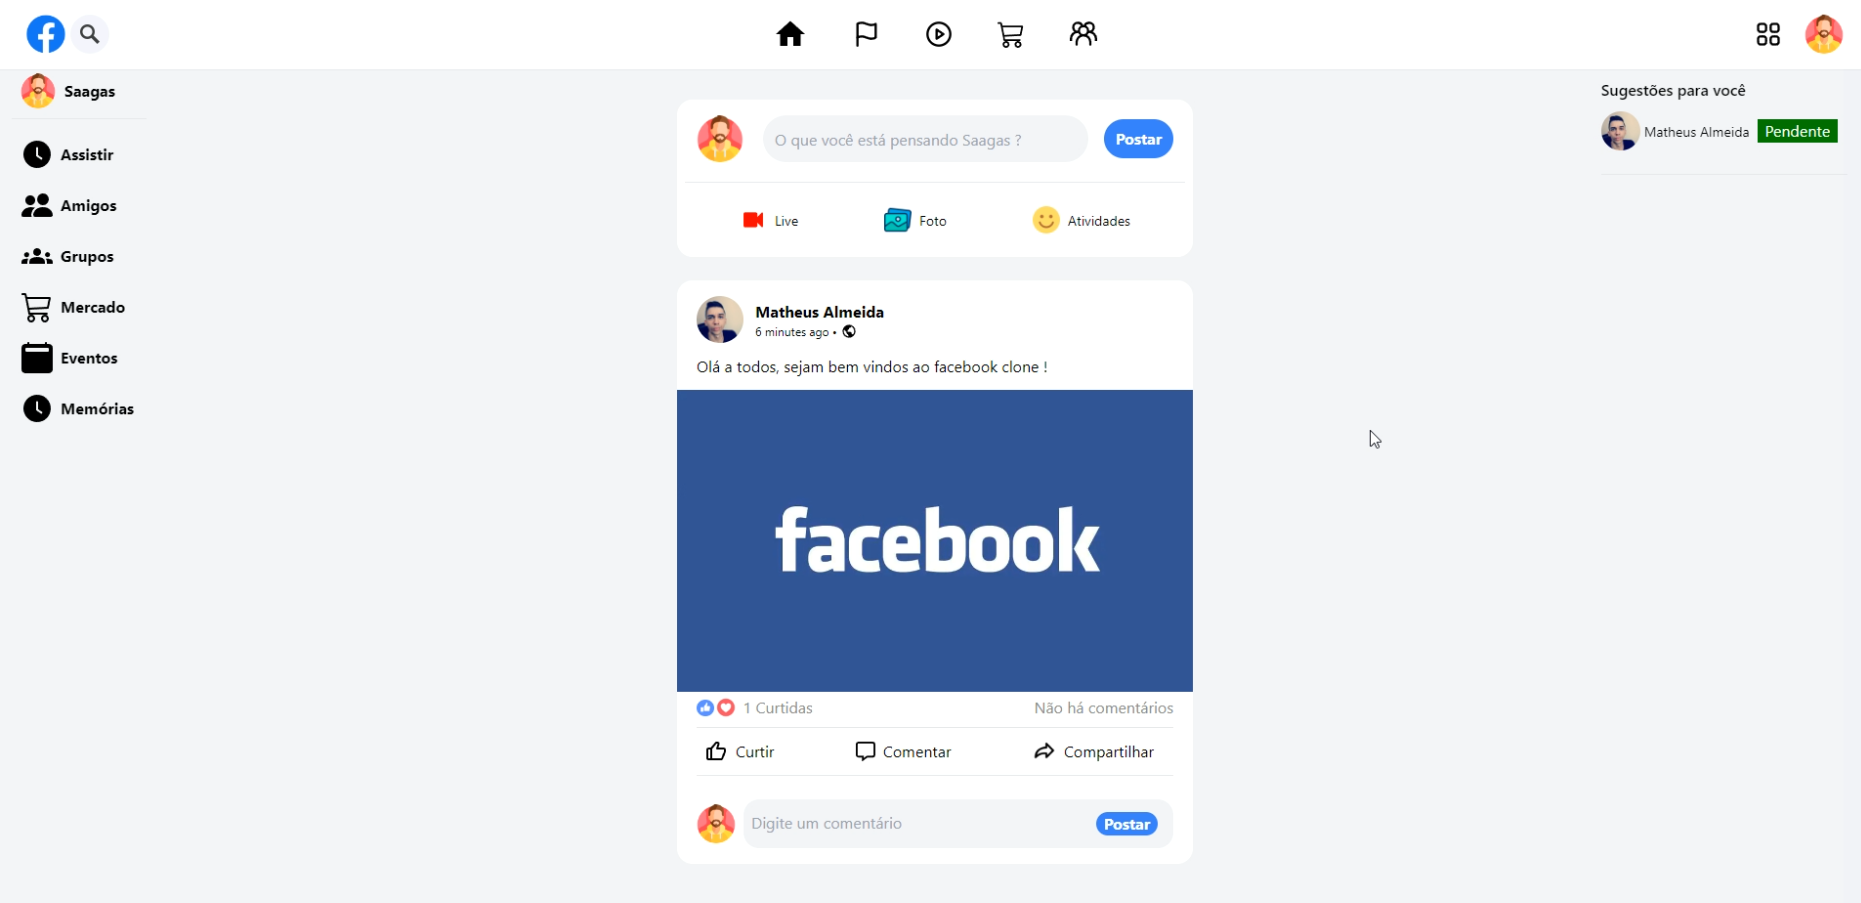 Saagas
Assistir
Amigos
Grupos
Mercado
Eventos
Memórias
O que você está pensando Saagas ?
Postar
Live
Foto
Atividades
Matheus Almeida
6 minutes ago •
Olá a todos, sejam bem vindos ao facebook clone !
facebook
1 Curtidas
Não há comentários
Curtir
Comentar
Compartilhar
Digite um comentário
Postar
Sugestões para você
Matheus Almeida
Pendente